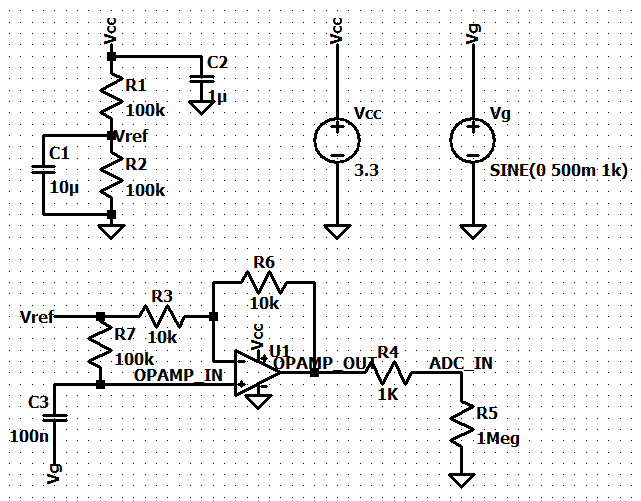 Vcc
Vcc
Vg
C2
R1
1µ
100k
Vcc
Vg
Vref
C1
R2
3.3
SINE(0 500m 1k)
10µ
100k
R6
Vref
R3
10k
Vcc
R7
10k
U1
OPAMP_OUT
R4
ADC_IN
100k
OPAMP_IN
1K
C3
R5
100n
1Meg
Vg